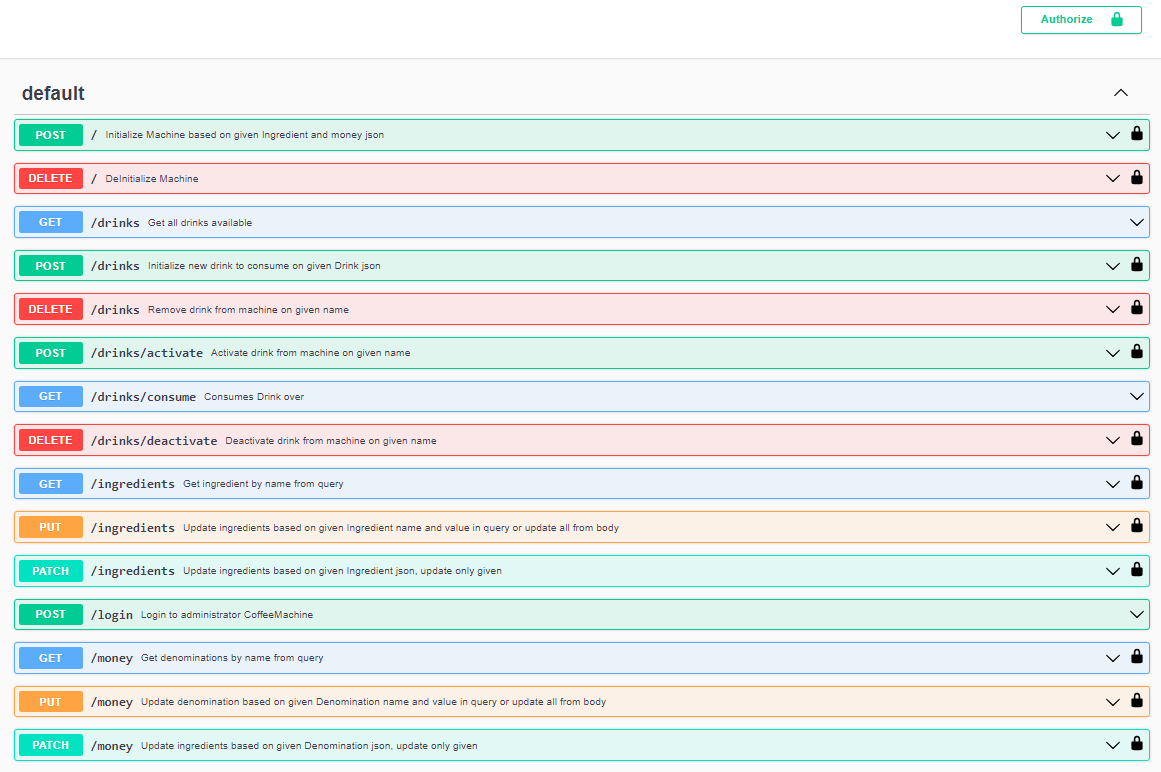 Authorize
default
POST / Initialize Machine based on given Ingredient and money json
DELETE / DeInitialize Machine
GET /drinks Get all drinks available
POST /drinks Initialize new drink to consume on given Drink json
DELETE /drinks Remove drink from machine on given name
POST /drinks/activate Activate drink from machine on given name
GET /drinks/consume Consumes Drink over
DELETE /drinks/deactivate Deactivate drink from machine on given name
GET /ingredients Get ingredient by name from query
PUT /ingredients Update ingredients based on given Ingredient name and value in query or update all from body
PATCH /ingredients Update ingredients based on given Ingredient json, update only given
POST /login Login to administrator CoffeeMachine
GET /money Get denominations by name from query
PUT /money Update denomination based on given Denomination name and value in query or update all from body
PATCH /money Update ingredients based on given Denomination json, update only given